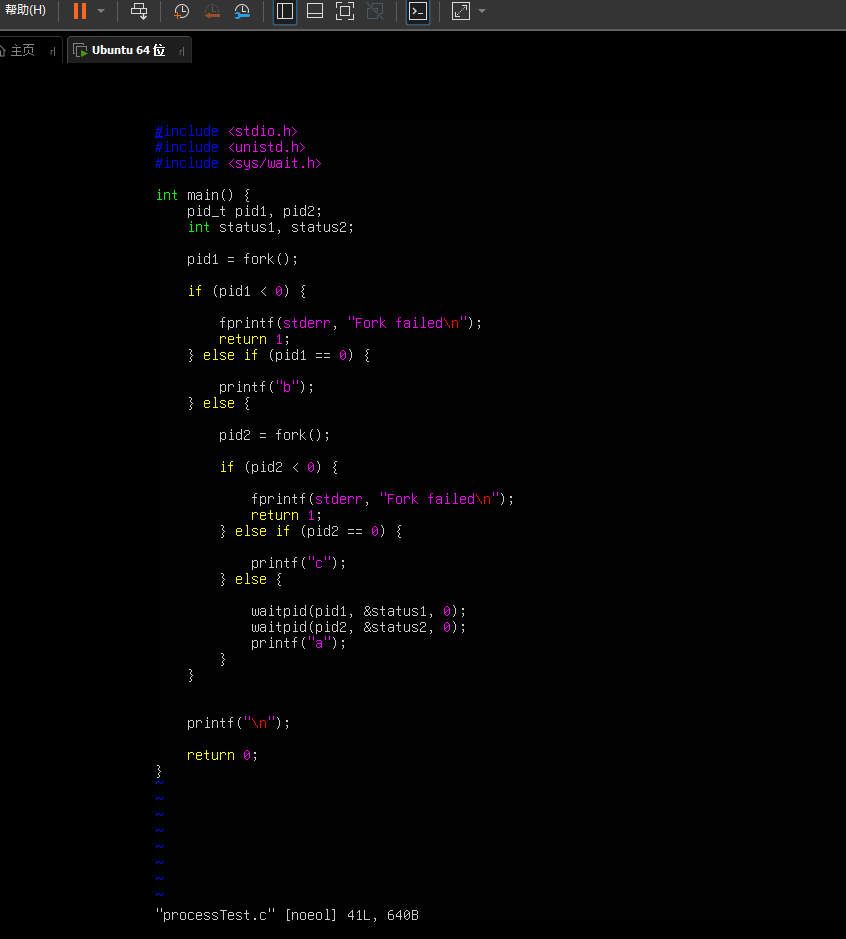 帮助(H)
主页
Ubuntu 64 位
#include <stdio.h>
#include <unistd.h>
#include <sys/wait.h>
int main() {
    pid_t pid1, pid2;
    int status1, status2;
    pid1 = fork();
    if (pid1 < 0) {
        fprintf(stderr, "Fork failed\n");
        return 1;
    } else if (pid1 == 0) {
        printf("b");
    } else {
        pid2 = fork();
        if (pid2 < 0) {
            fprintf(stderr, "Fork failed\n");
            return 1;
        } else if (pid2 == 0) {
            printf("c");
        } else {
            waitpid(pid1, &status1, 0);
            waitpid(pid2, &status2, 0);
            printf("a");
        }
    }
    printf("\n");
    return 0;
}
~
~
~
~
~
~
~
~
"processTest.c" [noeol] 41L, 640B